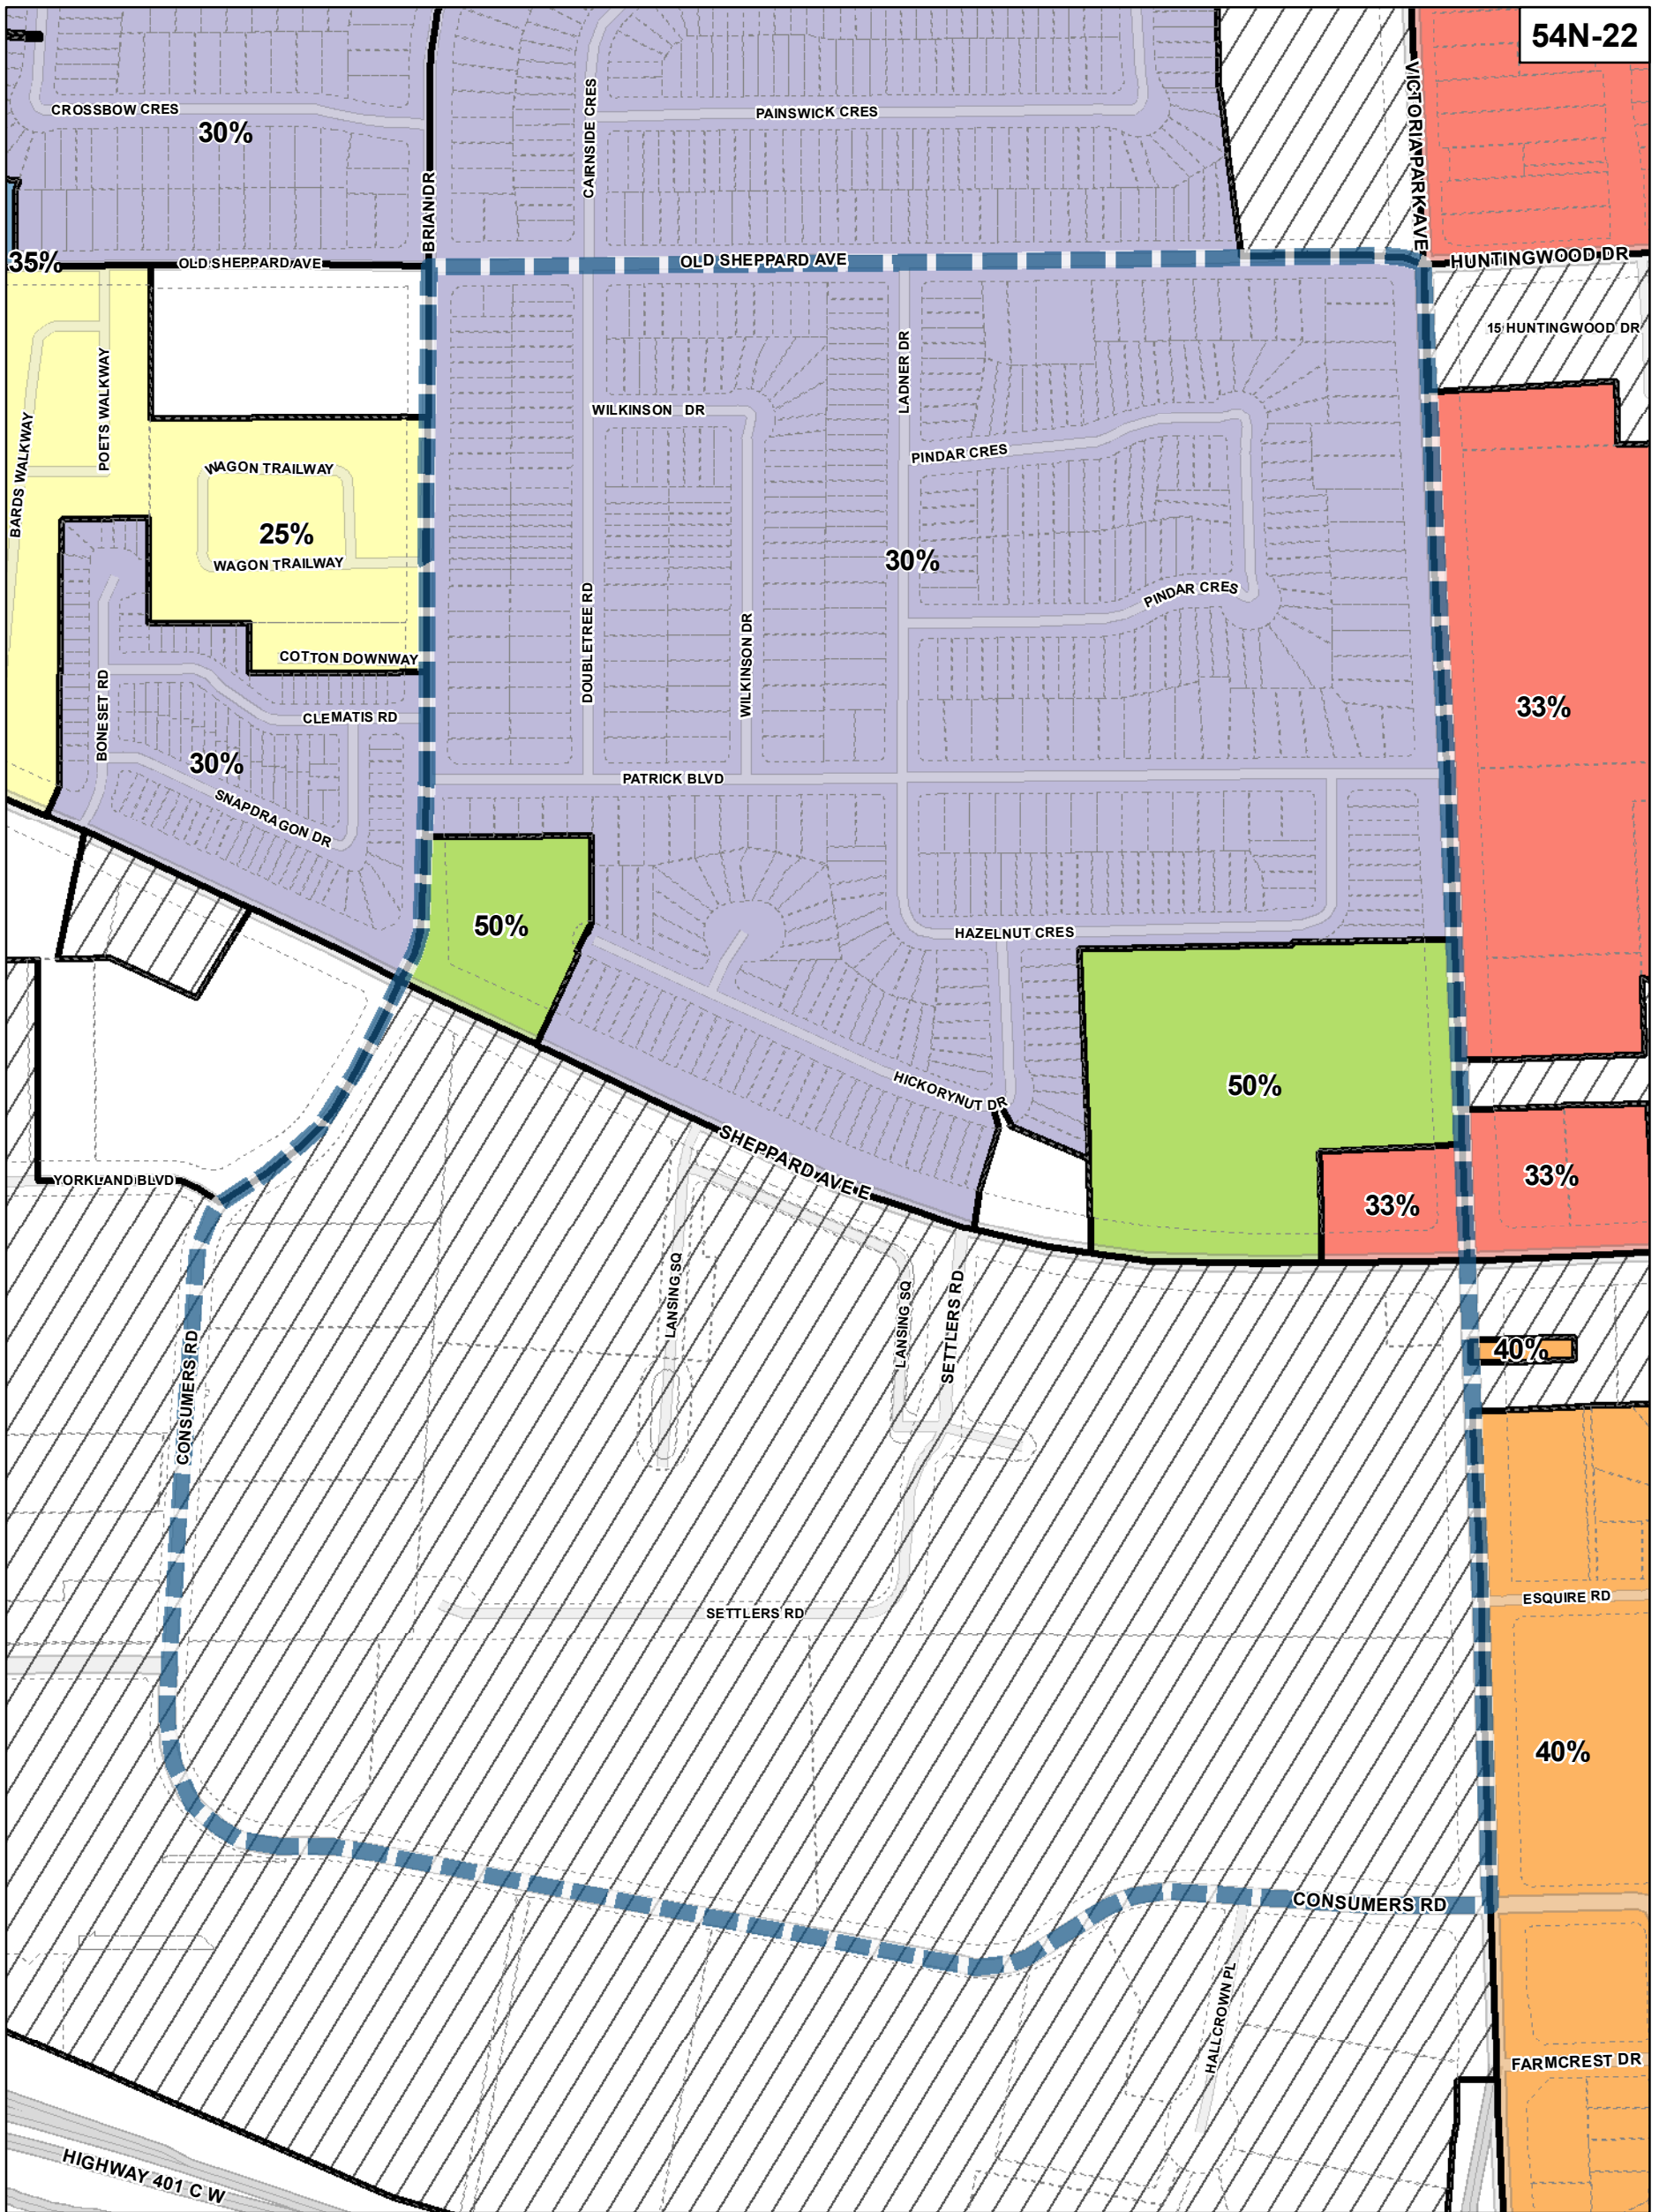 54N-22
VICTORIA PARK AVE
CROSSBOW CRES
30%
CAIRNSIDE CRES
PAINSWICK CRES
BRIAN DR
35%
OLD SHEPPARD AVE
OLD SHEPPARD AVE
HUNTINGWOOD DR
15 HUNTINGWOOD DR
POETS WALKWAY
LADNER DR
WILKINSON DR
BARDS WALKWAY
PINDAR CRES
WAGON TRAILWAY
25%
WAGON TRAILWAY
30%
PINDAR CRES
DOUBLETREE RD
WILKINSON DR
COTTON DOWNWAY
BONESET RD
CLEMATIS RD
33%
30%
PATRICK BLVD
SNAPDRAGON DR
50%
HAZELNUT CRES
HICKORYNUT DR
50%
SHEPPARD AVE E
YORKLAND BLVD
33%
33%
LANSING SQ
LANSING SQ
SETTLERS RD
CONSUMERS RD
40%
ESQUIRE RD
SETTLERS RD
40%
CONSUMERS RD
HALLCROWN PL
FARMCREST DR
HIGHWAY 401 C W